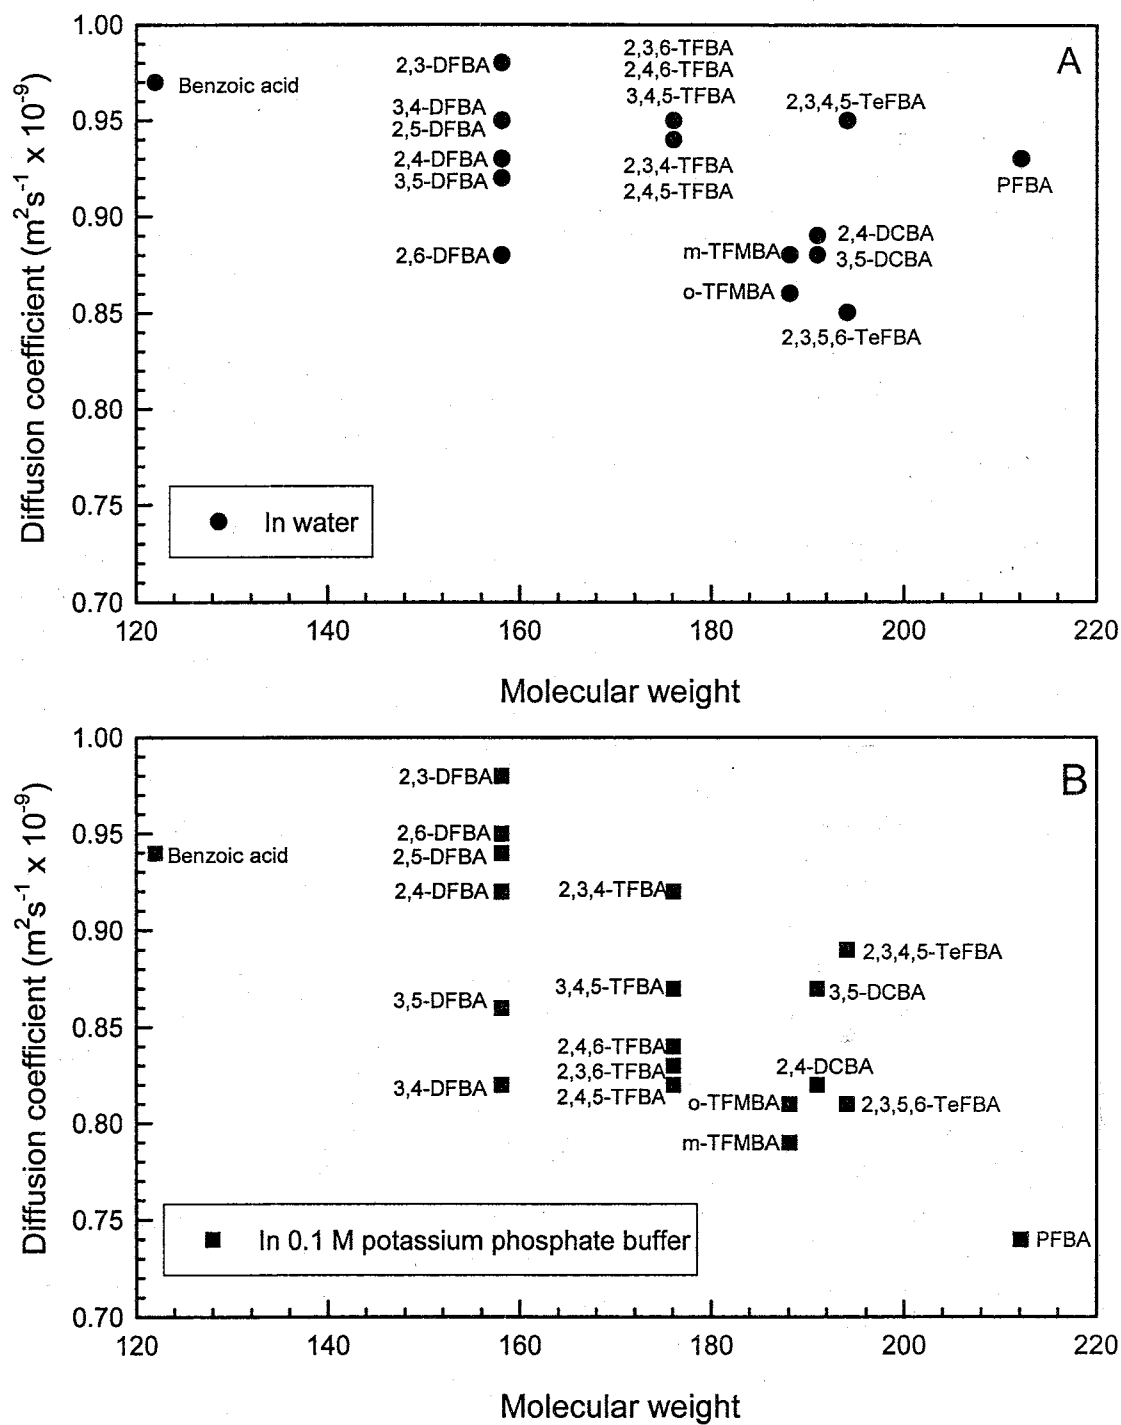 A
Diffusion coefficient (m²s⁻¹ x 10⁻⁹)
1.00
0.95
0.90
0.85
0.80
0.75
0.70
Benzoic acid
2,3-DFBA
3,4-DFBA
2,5-DFBA
2,4-DFBA
3,5-DFBA
2,6-DFBA
2,3,6-TFBA
2,4,6-TFBA
3,4,5-TFBA
2,3,4-TFBA
2,4,5-TFBA
2,3,4,5-TeFBA
PFBA
m-TFMBA
2,4-DCBA
3,5-DCBA
o-TFMBA
2,3,5,6-TeFBA
In water
120 140 160 180 200 220
Molecular weight
B
Diffusion coefficient (m²s⁻¹ x 10⁻⁹)
1.00
0.95
0.90
0.85
0.80
0.75
0.70
Benzoic acid
2,3-DFBA
2,6-DFBA
2,5-DFBA
2,4-DFBA
3,5-DFBA
3,4-DFBA
2,3,4-TFBA
3,4,5-TFBA
2,4,6-TFBA
2,3,6-TFBA
2,4,5-TFBA
2,3,4,5-TeFBA
3,5-DCBA
2,4-DCBA
o-TFMBA
2,3,5,6-TeFBA
m-TFMBA
PFBA
In 0.1 M potassium phosphate buffer
120 140 160 180 200 220
Molecular weight